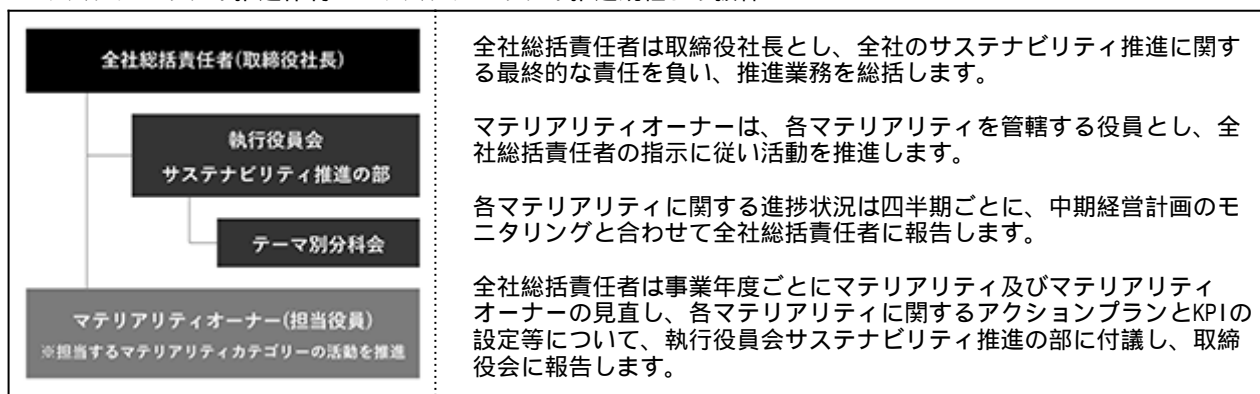 全社総括責任者(取締役社長)
執行役員会
サステナビリティ推進の部
テーマ別分科会
マテリアリティオーナー(担当役員)
※担当するマテリアリティカテゴリーの活動を推進
全社総括責任者は取締役社長とし、全社のサステナビリティ推進に関す
る最終的な責任を負い、推進業務を総括します。
マテリアリティオーナーは、各マテリアリティを管轄する役員とし、全
社総括責任者の指示に従い活動を推進します。
各マテリアリティに関する進捗状況は四半期ごとに、中期経営計画のモ
ニタリングと合わせて全社総括責任者に報告します。
全社総括責任者は事業年度ごとにマテリアリティ及びマテリアリティ
オーナーの見直し、各マテリアリティに関するアクションプランとKPIの
設定等について、執行役員会サステナビリティ推進の部に付議し、取締
役会に報告します。